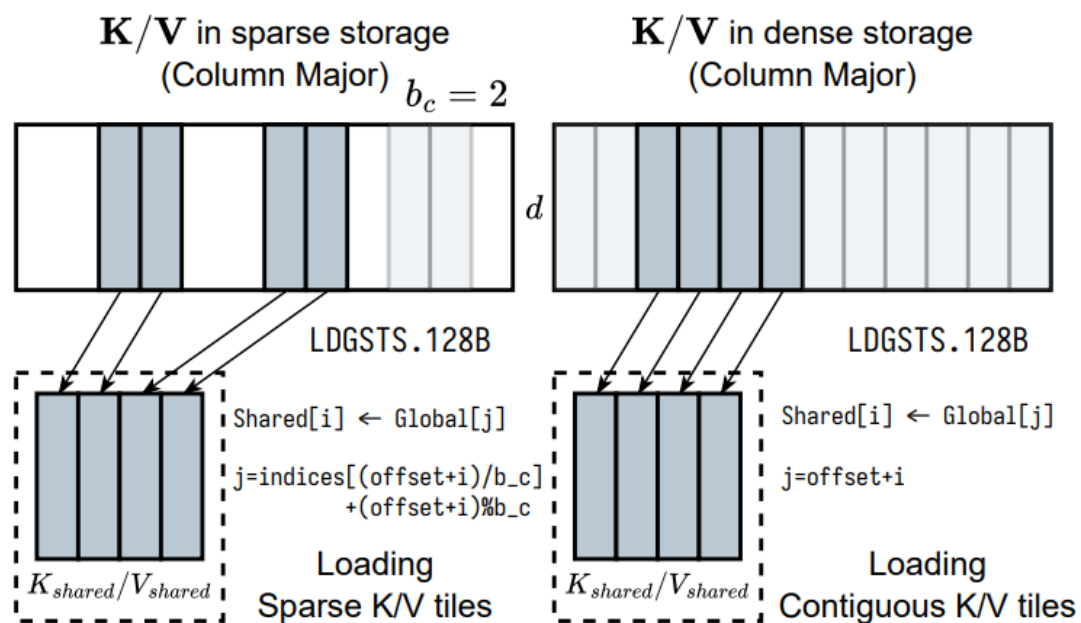 K/V in sparse storage
(Column Major)
b_c = 2
K/V in dense storage
(Column Major)
d
LDGSTS.128B
LDGSTS.128B
Shared[i] ← Global[j]
j=indices[(offset+i)/b_c]
+(offset+i)%b_c
K_shared/V_shared
Loading
Sparse K/V tiles
Shared[i] ← Global[j]
j=offset+i
K_shared/V_shared
Loading
Contiguous K/V tiles